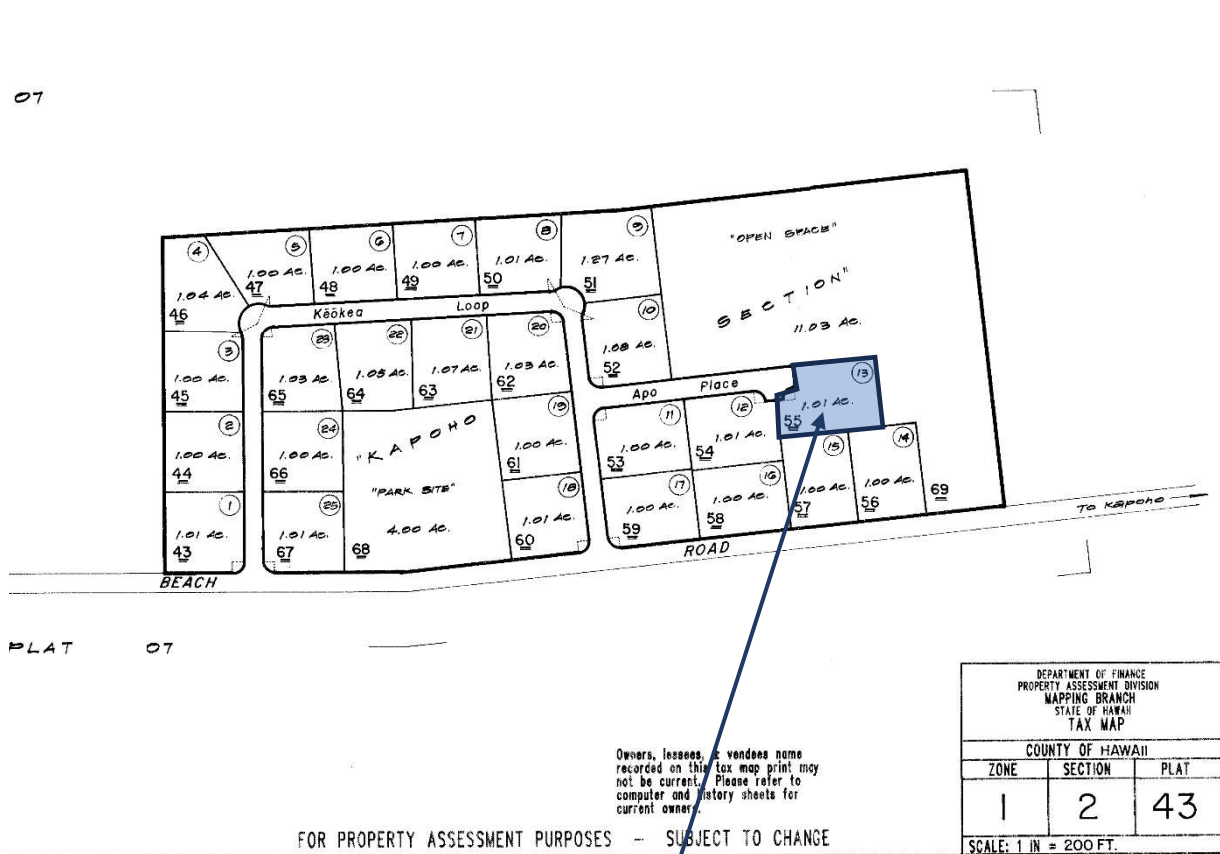 07
4
1.04 Ac.
46
5
1.00 Ac.
47
6
1.00 Ac.
48
7
1.00 Ac.
49
8
1.01 Ac.
50
9
1.27 Ac.
51
"OPEN SPACE"
SECTION"
11.03 Ac.
Kēōkea Loop
10
1.08 Ac.
52
3
1.00 Ac.
45
23
1.03 Ac.
65
22
1.05 Ac.
64
21
1.07 Ac.
63
20
1.03 Ac.
62
Apo Place
13
1.01 Ac.
55
2
1.00 Ac.
44
24
1.00 Ac.
66
"KAPOHO
"PARK SITE"
4.00 Ac.
68
19
1.00 Ac.
61
11
1.00 Ac.
53
12
1.01 Ac.
54
15
1.00 Ac.
57
14
1.00 Ac.
56
69
1
1.01 Ac.
43
25
1.01 Ac.
67
18
1.01 Ac.
60
17
1.00 Ac.
59
16
1.00 Ac.
58
To Kapoho
BEACH ROAD
PLAT 07
DEPARTMENT OF FINANCE
PROPERTY ASSESSMENT DIVISION
MAPPING BRANCH
STATE OF HAWAII
TAX MAP
COUNTY OF HAWAII
ZONE SECTION PLAT
1 2 43
SCALE: 1 IN = 200 FT.
Owners, lessees, & vendees name
recorded on this tax map print may
not be current. Please refer to
computer and history sheets for
current owners.
FOR PROPERTY ASSESSMENT PURPOSES - SUBJECT TO CHANGE